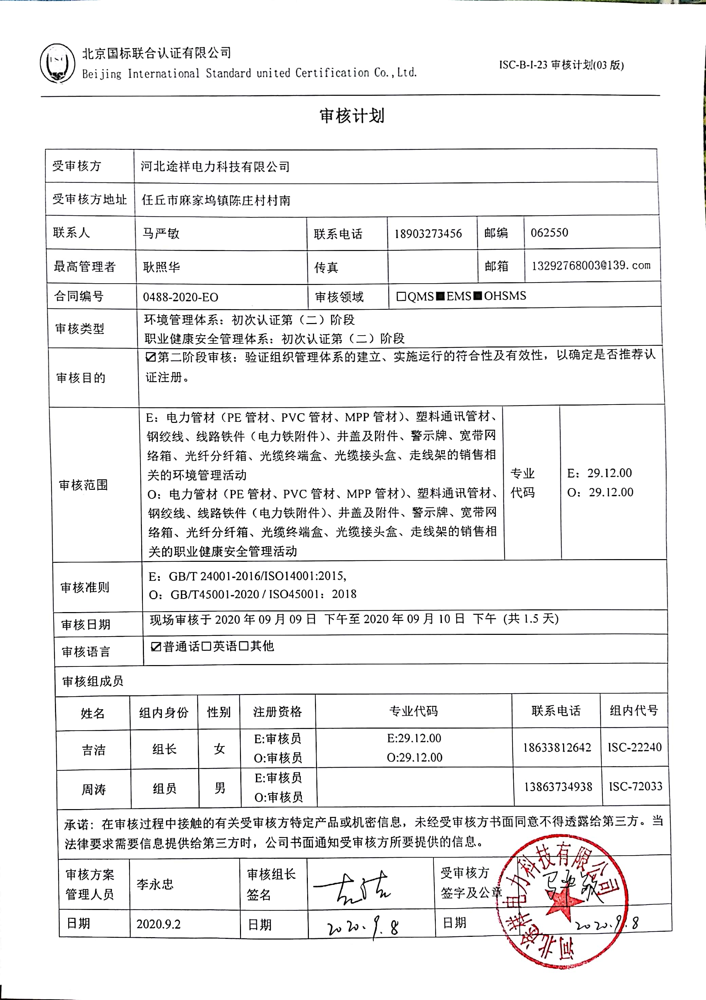 ISC
北京国标联合认证有限公司
Beijing International Standard united Certification Co.,Ltd.
ISC-B-I-23 审核计划(03 版)
审核计划
受审核方 河北途祥电力科技有限公司
受审核方地址 任丘市麻家坞镇陈庄村村南
联系人 马严敏 联系电话 18903273456 邮编 062550
最高管理者 耿照华 传真 邮箱 13292768003@139.com
合同编号 0488-2020-EO 审核领域 □QMS■EMS■OHSMS
审核类型
环境管理体系：初次认证第（二）阶段
职业健康安全管理体系：初次认证第（二）阶段
审核目的
☑第二阶段审核：验证组织管理体系的建立、实施运行的符合性及有效性，以确定是否推荐认
证注册。
审核范围
E：电力管材（PE 管材、PVC 管材、MPP 管材）、塑料通讯管材、
钢绞线、线路铁件（电力铁附件）、井盖及附件、警示牌、宽带网
络箱、光纤分纤箱、光缆终端盒、光缆接头盒、走线架的销售相
关的环境管理活动
O：电力管材（PE 管材、PVC 管材、MPP 管材）、塑料通讯管材、
钢绞线、线路铁件（电力铁附件）、井盖及附件、警示牌、宽带网
络箱、光纤分纤箱、光缆终端盒、光缆接头盒、走线架的销售相
关的职业健康安全管理活动
专业
代码
E：29.12.00
O：29.12.00
审核准则
E：GB/T 24001-2016/ISO14001:2015,
O：GB/T45001-2020 / ISO45001：2018
审核日期 现场审核于 2020 年 09 月 09 日 下午至 2020 年 09 月 10 日 下午 (共 1.5 天)
审核语言 ☑普通话□英语□其他
审核组成员
姓名 组内身份 性别 注册资格 专业代码 联系电话 组内代号
吉洁 组长 女 E:审核员 E:29.12.00 18633812642 ISC-22240
O:审核员 O:29.12.00
周涛 组员 男 E:审核员 13863734938 ISC-72033
O:审核员
承诺：在审核过程中接触的有关受审核方特定产品或机密信息，未经受审核方书面同意不得透露给第三方。当
法律要求需要信息提供给第三方时，公司书面通知受审核方所要提供的信息。
审核方案
管理人员
李永忠
审核组长
签名
吉洁
受审核方
签字及公章
马严敏
河北途祥电力科技有限公司
日期 2020.9.2 日期 2020.9.8 日期 2020.9.8